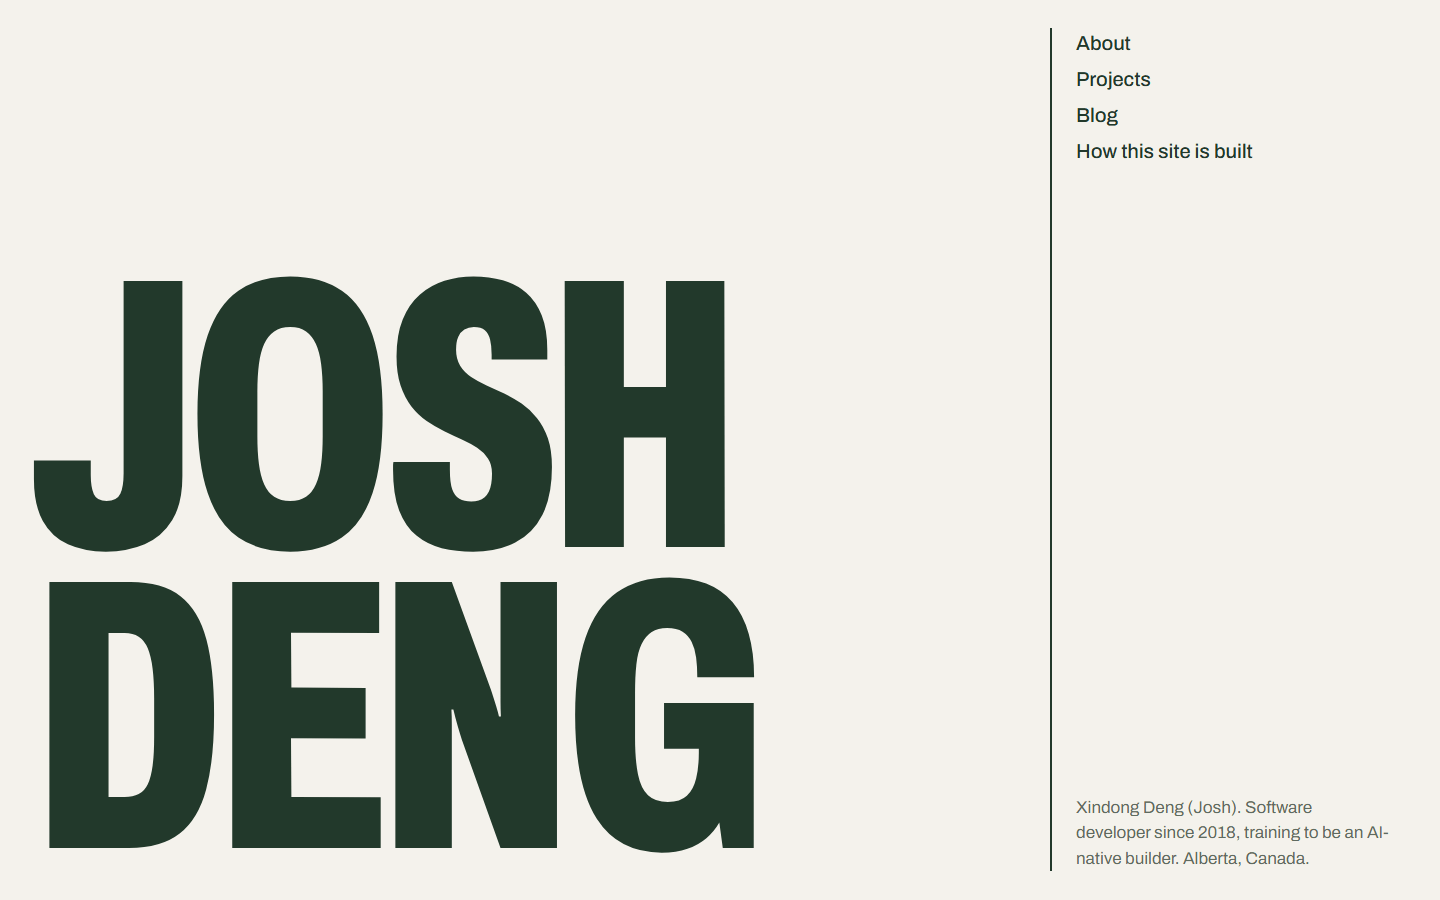 About
Projects
Blog
How this site is built
JOSH
DENG
Xindong Deng (Josh). Software
developer since 2018, training to be an AI-
native builder. Alberta, Canada.